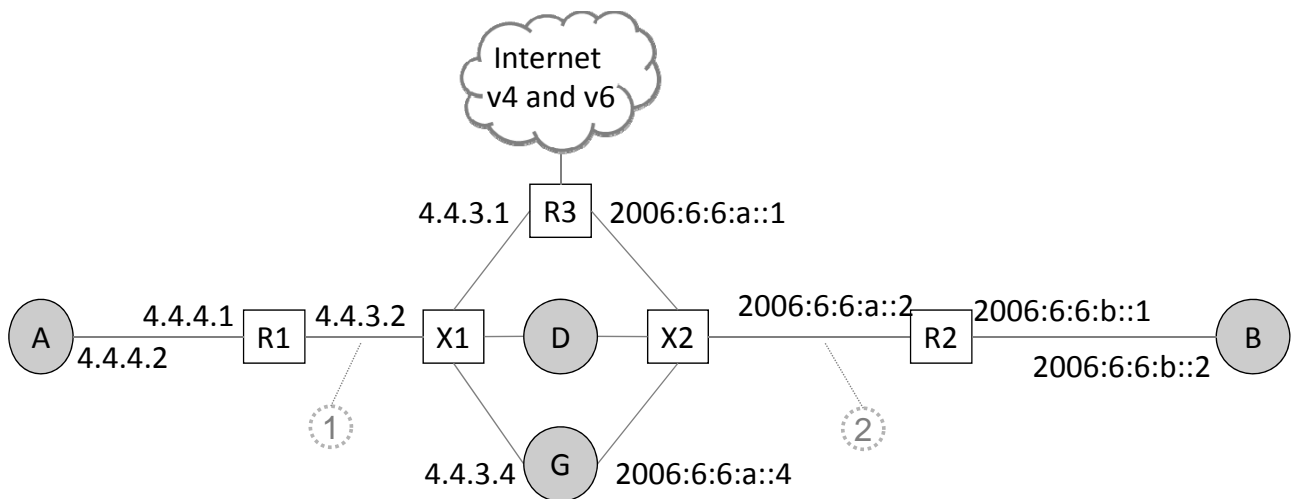 Internet
v4 and v6
4.4.3.1
R3
2006:6:6:a::1
A
4.4.4.1
4.4.4.2
R1
4.4.3.2
X1
D
X2
2006:6:6:a::2
R2
2006:6:6:b::1
2006:6:6:b::2
B
1
2
4.4.3.4
G
2006:6:6:a::4